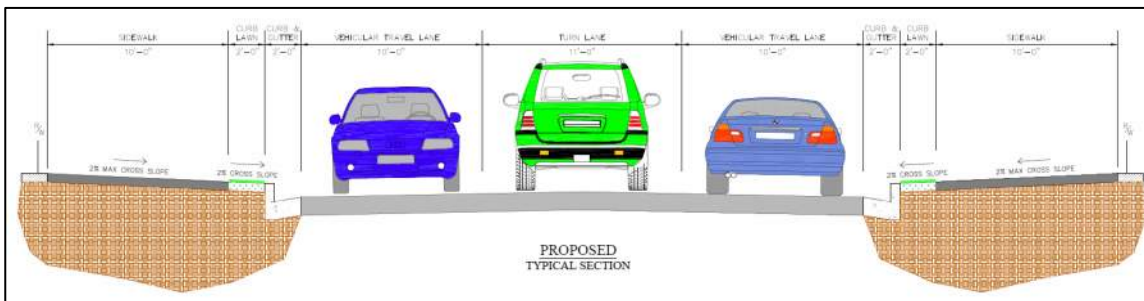 SIDEWALK
10'-0"
CURB
LAWN
2'-0"
CURB &
GUTTER
2'-0"
VEHICULAR TRAVEL LANE
10'-0"
TURN LANE
11'-0"
VEHICULAR TRAVEL LANE
10'-0"
CURB &
GUTTER
2'-0"
CURB
LAWN
2'-0"
SIDEWALK
10'-0"
R/W
2% MAX CROSS SLOPE
2% CROSS SLOPE
2% CROSS SLOPE
2% MAX CROSS SLOPE
R/W
PROPOSED
TYPICAL SECTION